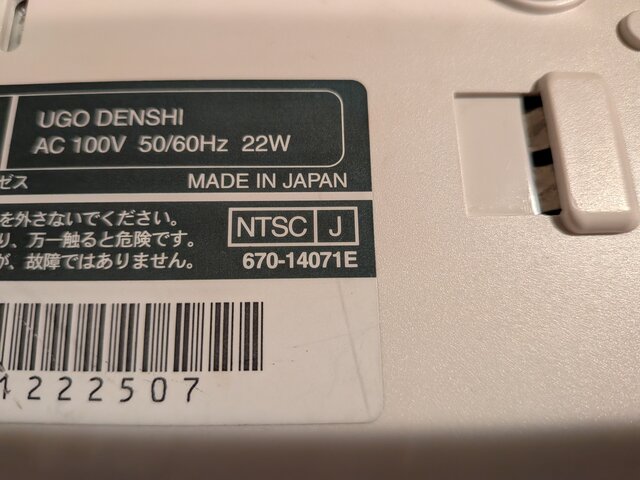 UGO DENSHI
AC 100V 50/60Hz 22W
ゼス MADE IN JAPAN
を外さないでください。
り、万一触ると危険です。
が、故障ではありません。
NTSC J
670-14071E
4222507